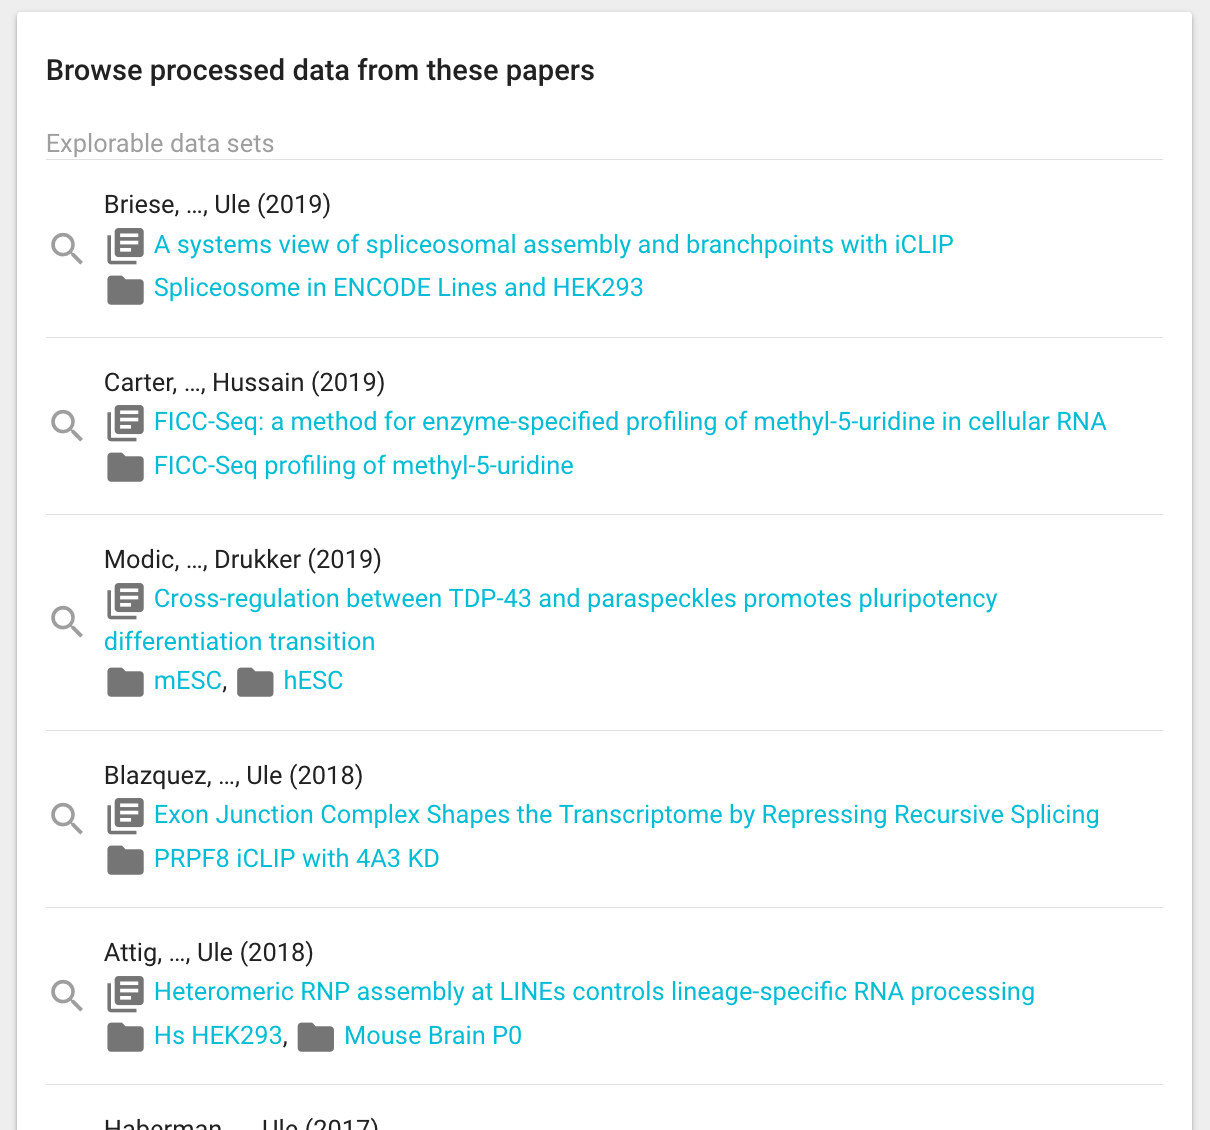 Browse processed data from these papers
Explorable data sets
Briese, ..., Ule (2019)
A systems view of spliceosomal assembly and branchpoints with iCLIP
Spliceosome in ENCODE Lines and HEK293
Carter, ..., Hussain (2019)
FICC-Seq: a method for enzyme-specified profiling of methyl-5-uridine in cellular RNA
FICC-Seq profiling of methyl-5-uridine
Modic, ..., Drukker (2019)
Cross-regulation between TDP-43 and paraspeckles promotes pluripotency
differentiation transition
mESC, hESC
Blazquez, ..., Ule (2018)
Exon Junction Complex Shapes the Transcriptome by Repressing Recursive Splicing
PRPF8 iCLIP with 4A3 KD
Attig, ..., Ule (2018)
Heteromeric RNP assembly at LINEs controls lineage-specific RNA processing
Hs HEK293, Mouse Brain P0
Haberman, ..., Ule (2017)